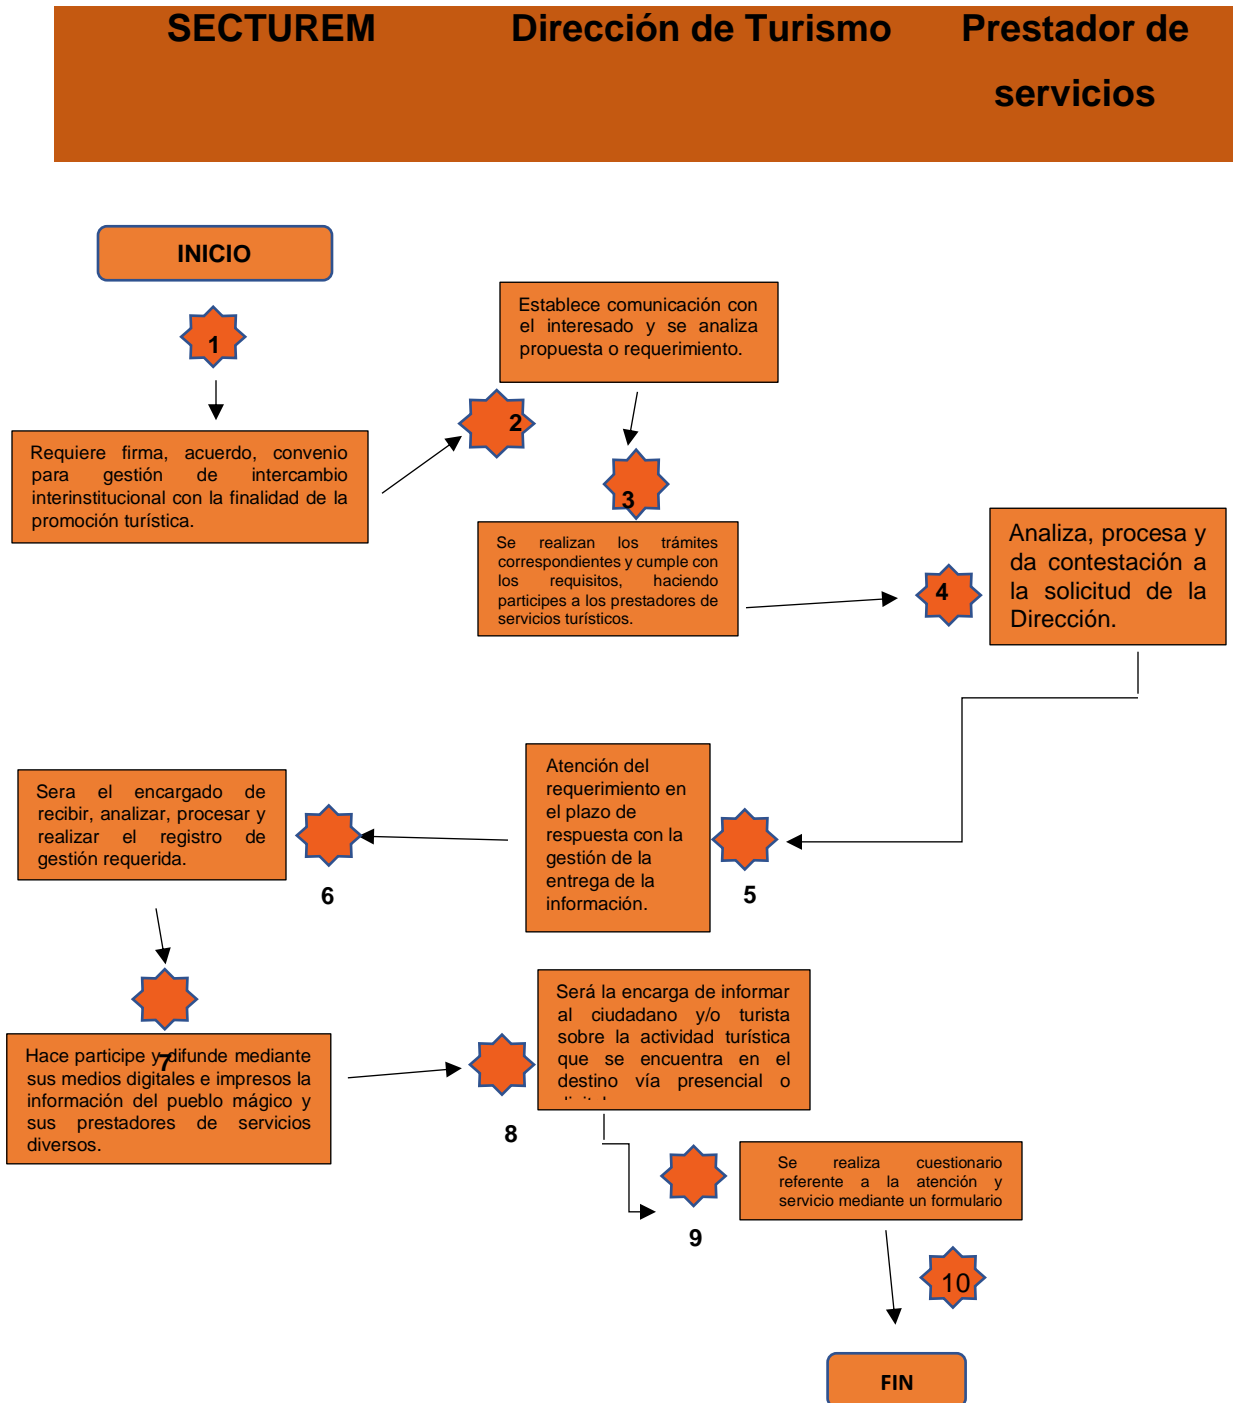 SECTUREM
Dirección de Turismo
Prestador de
servicios
INICIO
1
Requiere firma, acuerdo, convenio
para gestión de intercambio
interinstitucional con la finalidad de la
promoción turística.
2
Establece comunicación con
el interesado y se analiza
propuesta o requerimiento.
3
Se realizan los trámites
correspondientes y cumple con
los requisitos, haciendo
participes a los prestadores de
servicios turísticos.
4
Analiza, procesa y
da contestación a
la solicitud de la
Dirección.
5
Atención del
requerimiento en
el plazo de
respuesta con la
gestión de la
entrega de la
información.
6
Sera el encargado de
recibir, analizar, procesar y
realizar el registro de
gestión requerida.
7
Hace participe y difunde mediante
sus medios digitales e impresos la
información del pueblo mágico y
sus prestadores de servicios
diversos.
8
Será la encarga de informar
al ciudadano y/o turista
sobre la actividad turística
que se encuentra en el
destino vía presencial o
9
Se realiza cuestionario
referente a la atención y
servicio mediante un formulario
10
FIN